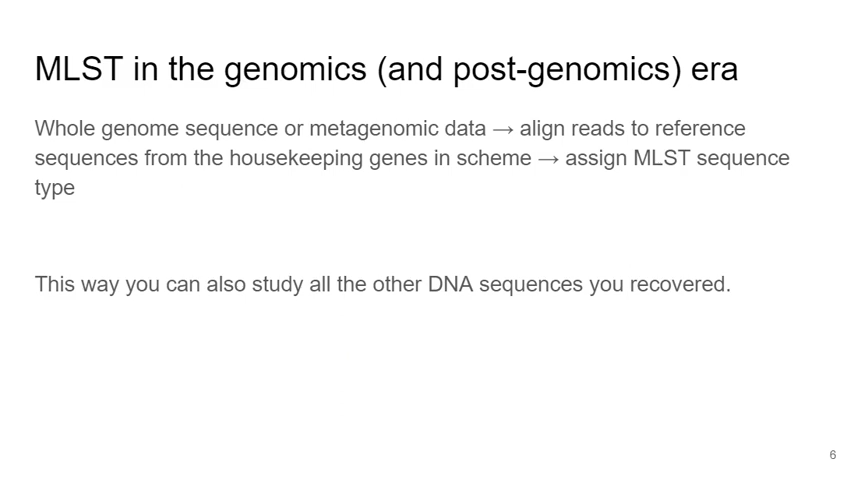 MLST in the genomics (and post-genomics) era
Whole genome sequence or metagenomic data → align reads to reference
sequences from the housekeeping genes in scheme → assign MLST sequence
type
This way you can also study all the other DNA sequences you recovered.
6